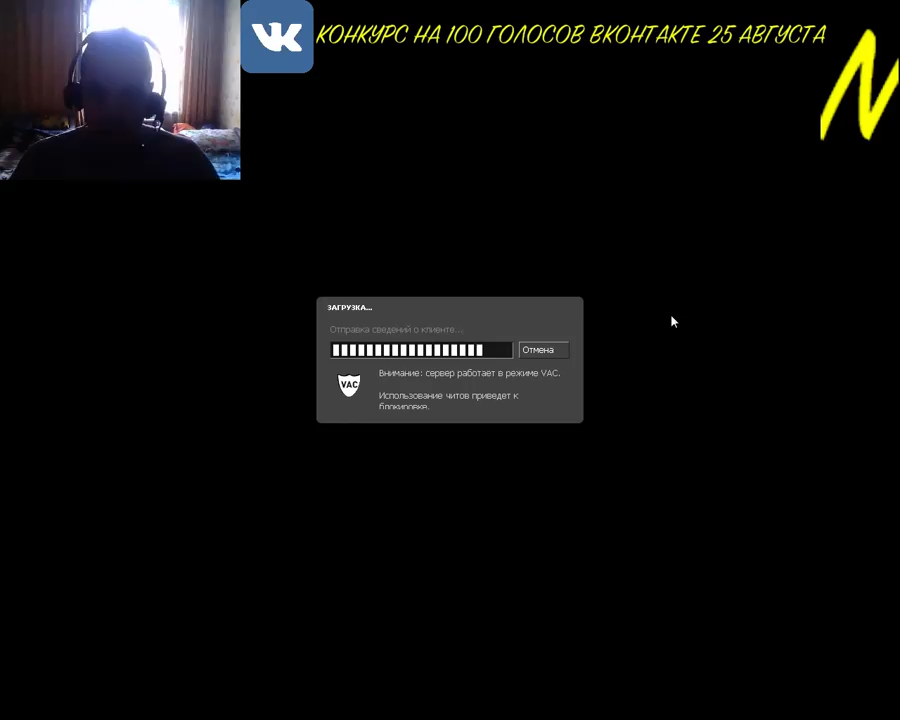 КОНКУРС НА 100 ГОЛОСОВ ВКОНТАКТЕ 25 АВГУСТА
N
ЗАГРУЗКА...
Отправка сведений о клиенте...
Отмена
VAC
Внимание: сервер работает в режиме VAC.
Использование читов приведет к
блокировке.